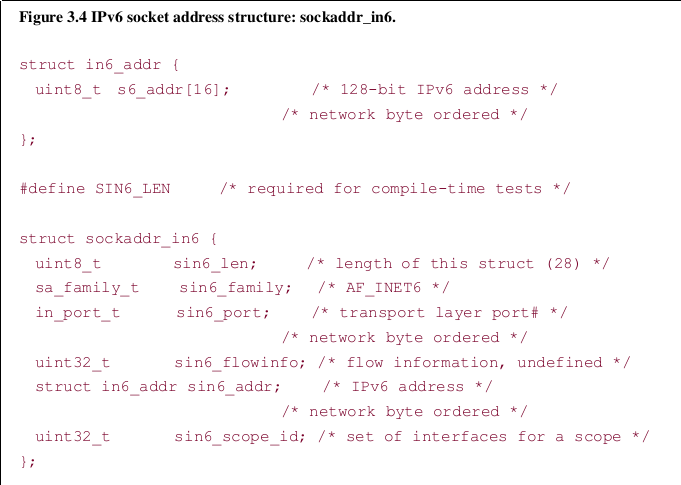 Figure 3.4 IPv6 socket address structure: sockaddr_in6.
struct in6_addr {
uint8_t s6_addr[16]; /* 128-bit IPv6 address */
/* network byte ordered */
};
#define SIN6_LEN /* required for compile-time tests */
struct sockaddr_in6 {
uint8_t sin6_len; /* length of this struct (28) */
sa_family_t sin6_family; /* AF_INET6 */
in_port_t sin6_port; /* transport layer port# */
/* network byte ordered */
uint32_t sin6_flowinfo; /* flow information, undefined */
struct in6_addr sin6_addr; /* IPv6 address */
/* network byte ordered */
uint32_t sin6_scope_id; /* set of interfaces for a scope */
};